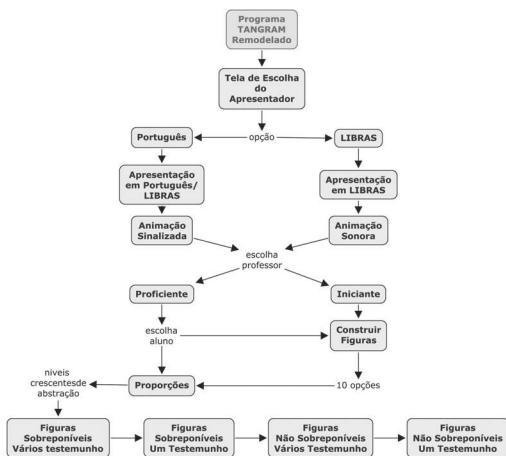 Programa
TANGRAM
Remodelado
Tela de Escolha
do
Apresentador
Português
opção
LIBRAS
Apresentação
em Português/
LIBRAS
Apresentação
em LIBRAS
Animação
Sinalizada
Animação
Sonora
escolha
professor
Proficiente
Iniciante
escolha
aluno
Construir
Figuras
niveis
crescentesde
abstração
Proporções
10 opções
Figuras
Sobreponíveis
Vários testemunho
Figuras
Sobreponíveis
Um Testemunho
Figuras
Não Sobreponíveis
Vários Testemunho
Figuras
Não Sobreponíveis
Um Testemunho